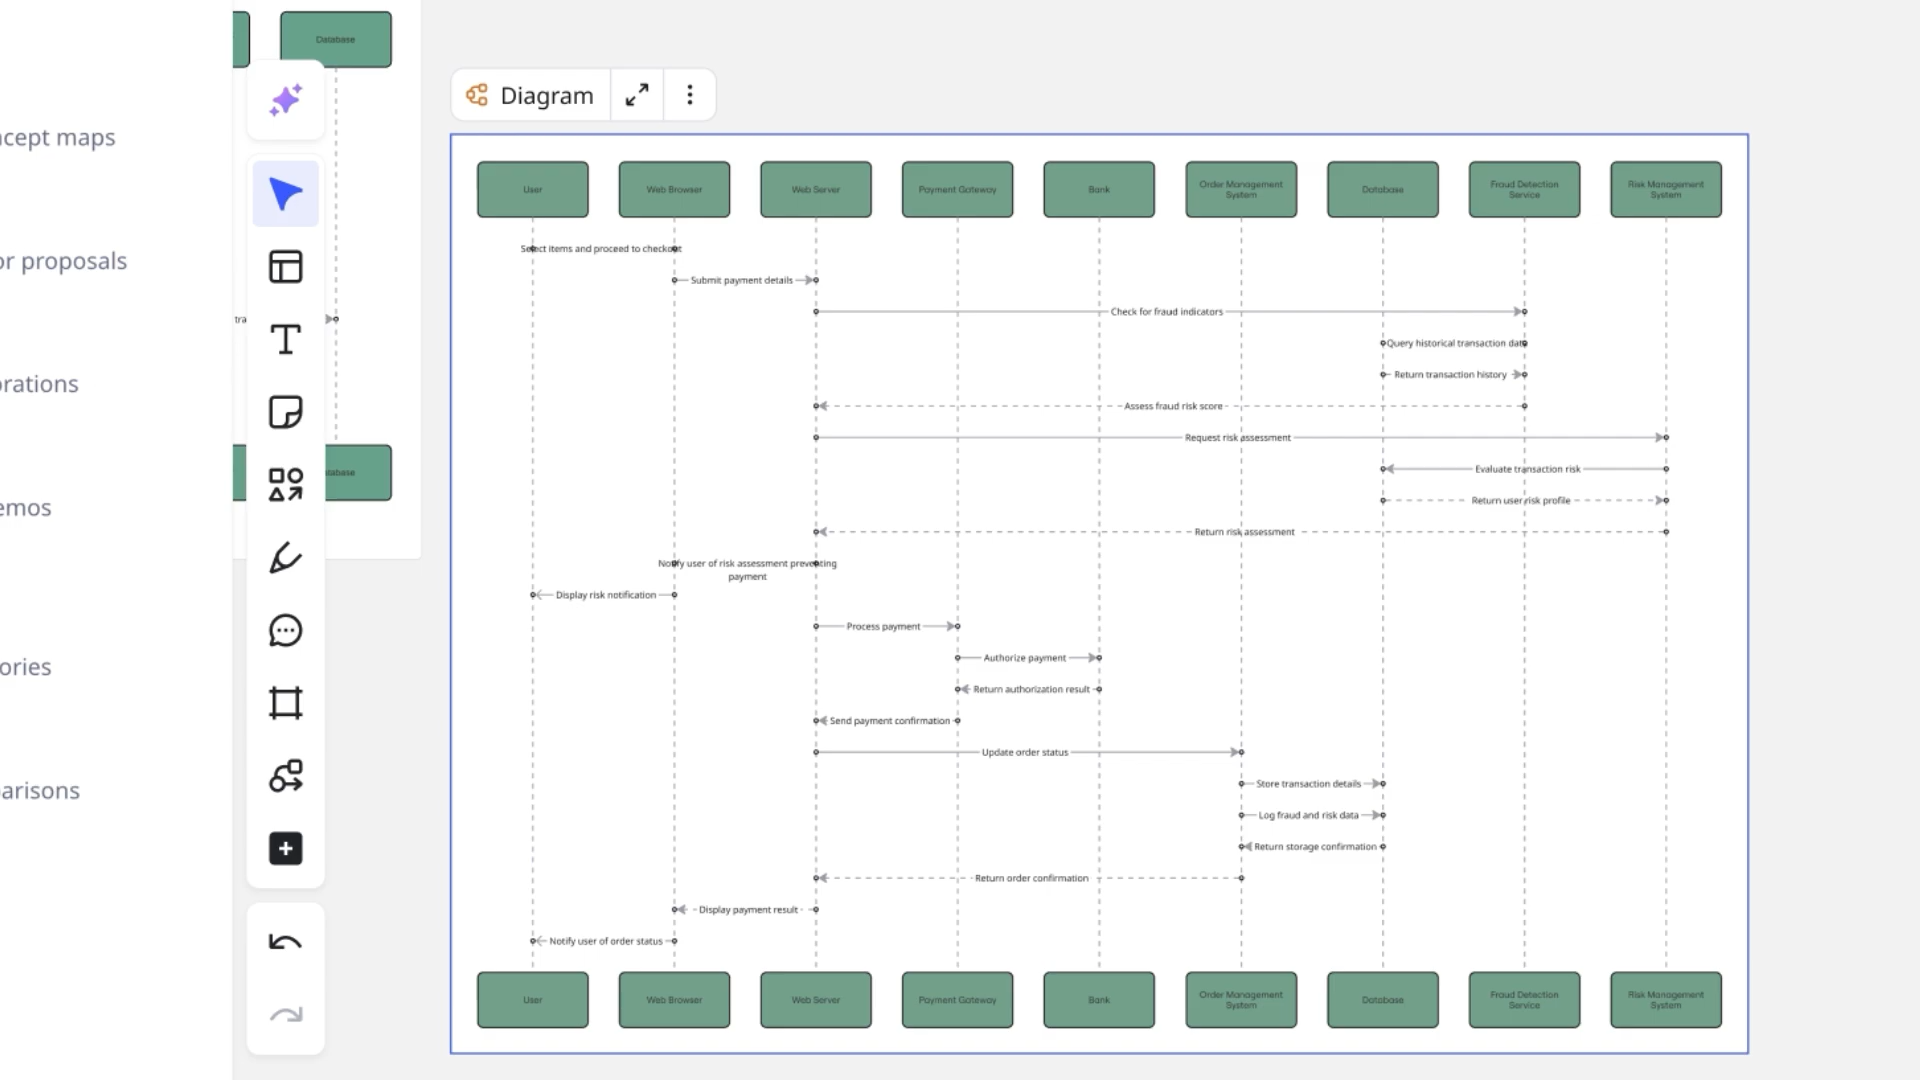 Database
Diagram
ncept maps
or proposals
orations
emos
ories
parisons
tra
tabase
User
Web Browser
Web Server
Payment Gateway
Bank
Order Management
System
Database
Fraud Detection
Service
Risk Management
System
Select items and proceed to checkout
Submit payment details
Check for fraud indicators
Query historical transaction data
Return transaction history
Assess fraud risk score
Request risk assessment
Evaluate transaction risk
Return user risk profile
Return risk assessment
Notify user of risk assessment preventing
payment
Display risk notification
Process payment
Authorize payment
Return authorization result
Send payment confirmation
Update order status
Store transaction details
Log fraud and risk data
Return storage confirmation
Return order confirmation
Display payment result
Notify user of order status
User
Web Browser
Web Server
Payment Gateway
Bank
Order Management
System
Database
Fraud Detection
Service
Risk Management
System